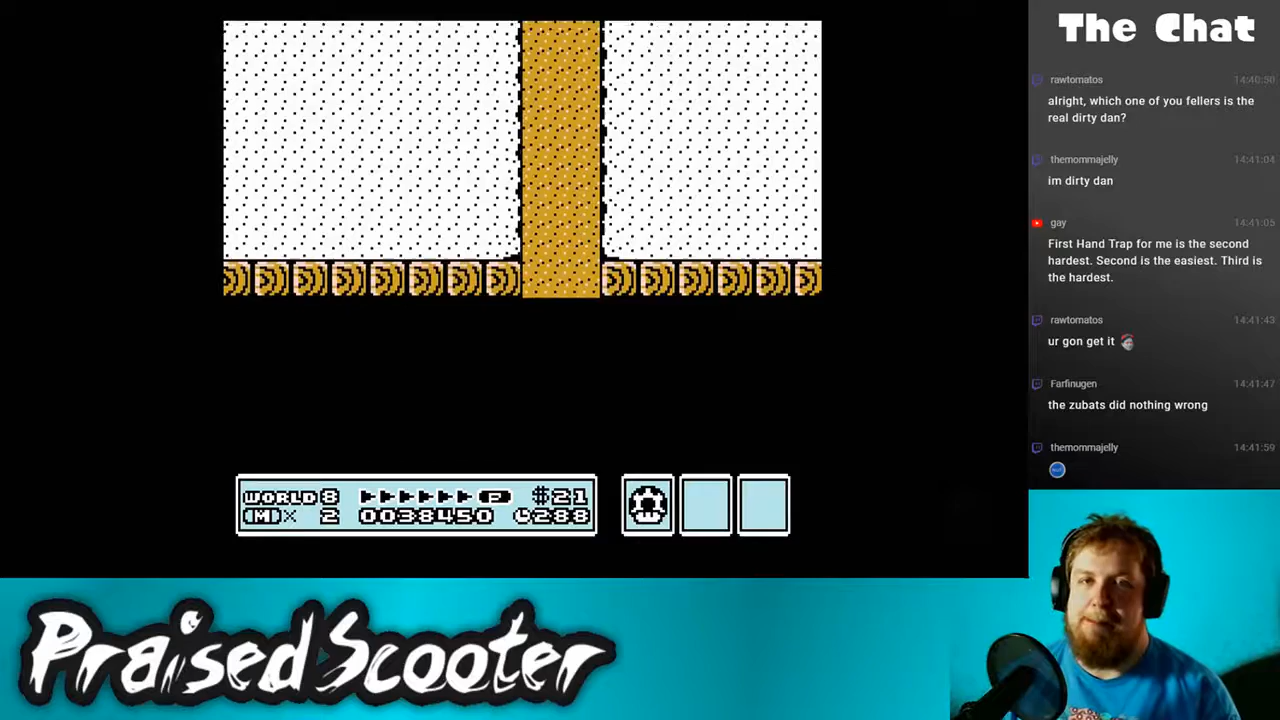 The Chat
rawtomatos 14:40:50
alright, which one of you fellers is the
real dirty dan?
themommajelly 14:41:04
im dirty dan
gay 14:41:05
First Hand Trap for me is the second
hardest. Second is the easiest. Third is
the hardest.
rawtomatos 14:41:43
ur gon get it
Farfinugen 14:41:47
the zubats did nothing wrong
themommajelly 14:41:59
WORLD 8 P $21
M x 2 0038450 288
PraisedScooter